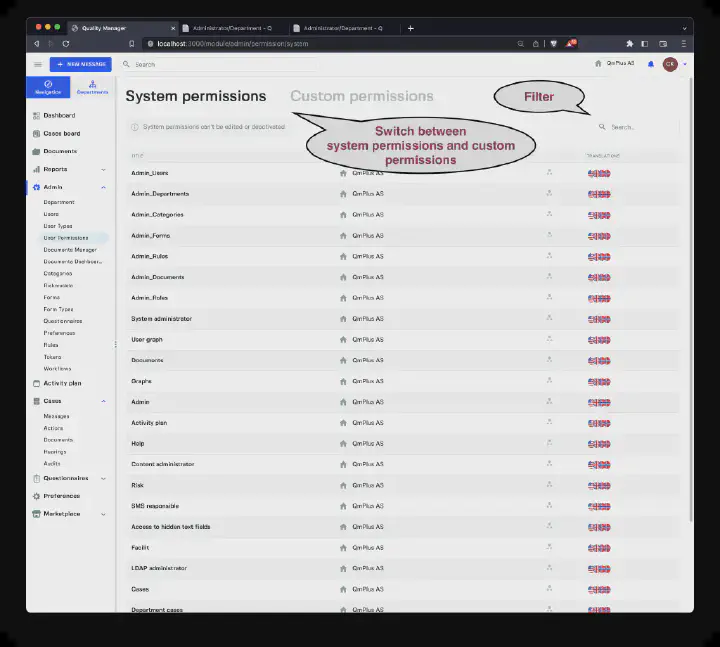 Quality Manager
Administrator/Department - Q
Administrator/Department - Q
localhost:3000/module/admin/permission/system
NEW MESSAGE
Search
QmPlus AS
CK
Navigation
Departments
System permissions
Custom permissions
Filter
System permissions can't be edited or deactivated
Search...
Switch between
system permissions and custom
permissions
TITLE
TRANSLATIONS
Dashboard
Cases board
Documents
Reports
Admin
Department
Users
User Types
User Permissions
Documents Manager
Documents Dashboar...
Categories
Forms
Form Types
Questionnaires
Preferences
Rules
Tokens
Workflows
Activity plan
Cases
Messages
Actions
Documents
Hearings
Audits
Questionnaires
Preferences
Marketplace
Admin_Users QmPlus AS
Admin_Departments QmPlus AS
Admin_Categories QmPlus AS
Admin_Forms QmPlus AS
Admin_Rules QmPlus AS
Admin_Documents QmPlus AS
Admin_Roles QmPlus AS
System administrator QmPlus AS
User graph QmPlus AS
Documents QmPlus AS
Graphs QmPlus AS
Admin QmPlus AS
Activity plan QmPlus AS
Help QmPlus AS
Content administrator QmPlus AS
Risk QmPlus AS
SMS responsible QmPlus AS
Access to hidden text fields QmPlus AS
Facilit QmPlus AS
LDAP administrator QmPlus AS
Cases QmPlus AS
Department cases QmPlus AS